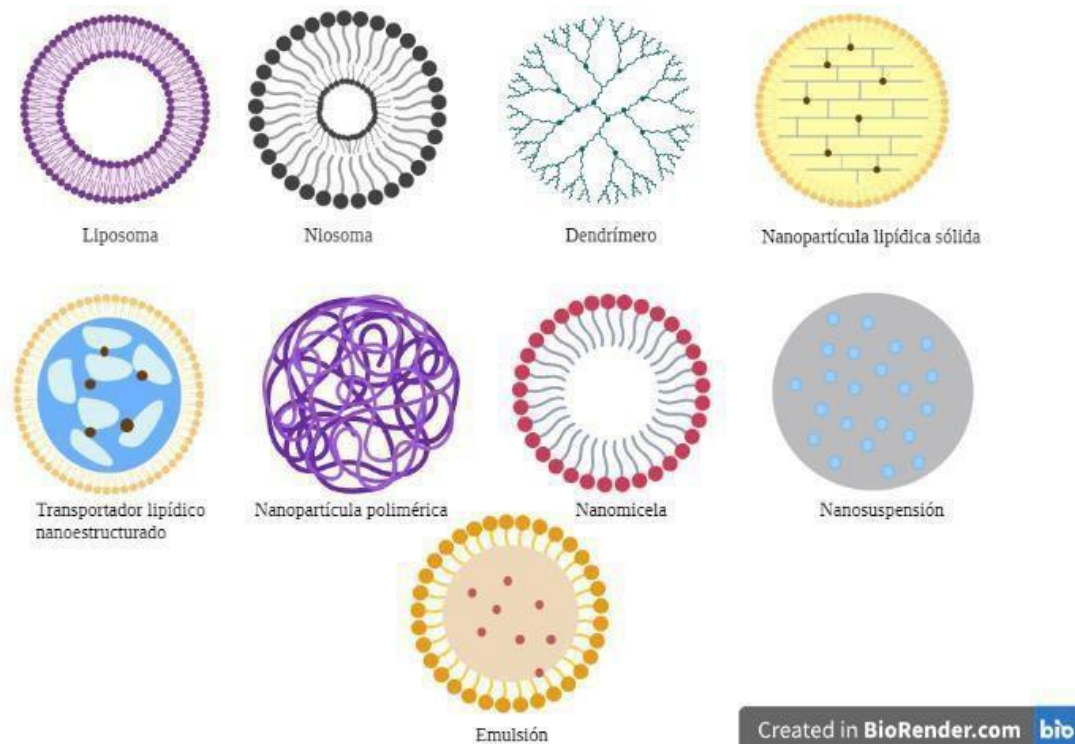 Liposoma
Niosoma
Dendrímero
Nanopartícula lipídica sólida
Transportador lipídico
nanoestructurado
Nanopartícula polimérica
Nanomicela
Nanosuspensión
Emulsión
Created in BioRender.com bio